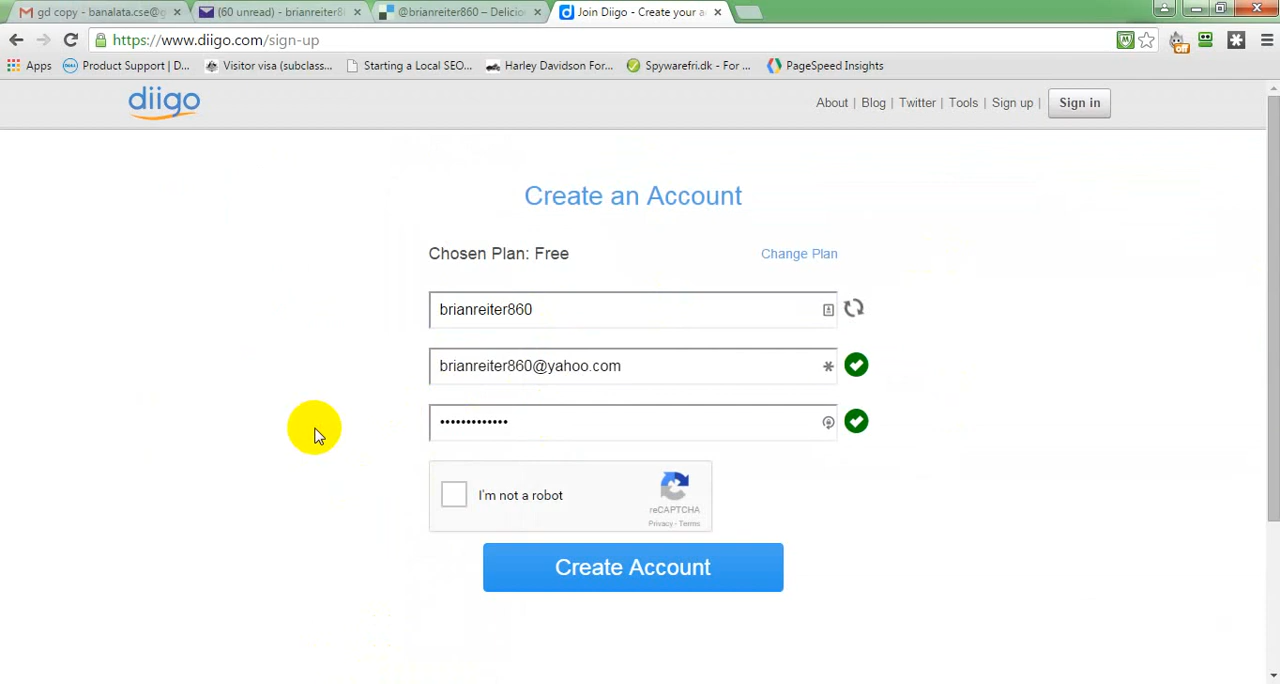 gd copy - banalata.cse@g
(60 unread) - brianreiter8
@brianreiter860 – Delicio
Join Diigo - Create your a
https://www.diigo.com/sign-up
off
Apps
Product Support | D...
Visitor visa (subclass...
Starting a Local SEO...
Harley Davidson For...
Spywarefri.dk - For ...
PageSpeed Insights
diigo
About | Blog | Twitter | Tools | Sign up | Sign in
Create an Account
Chosen Plan: Free
Change Plan
brianreiter860
brianreiter860@yahoo.com
•••••••••••••
I'm not a robot
reCAPTCHA
Privacy - Terms
Create Account